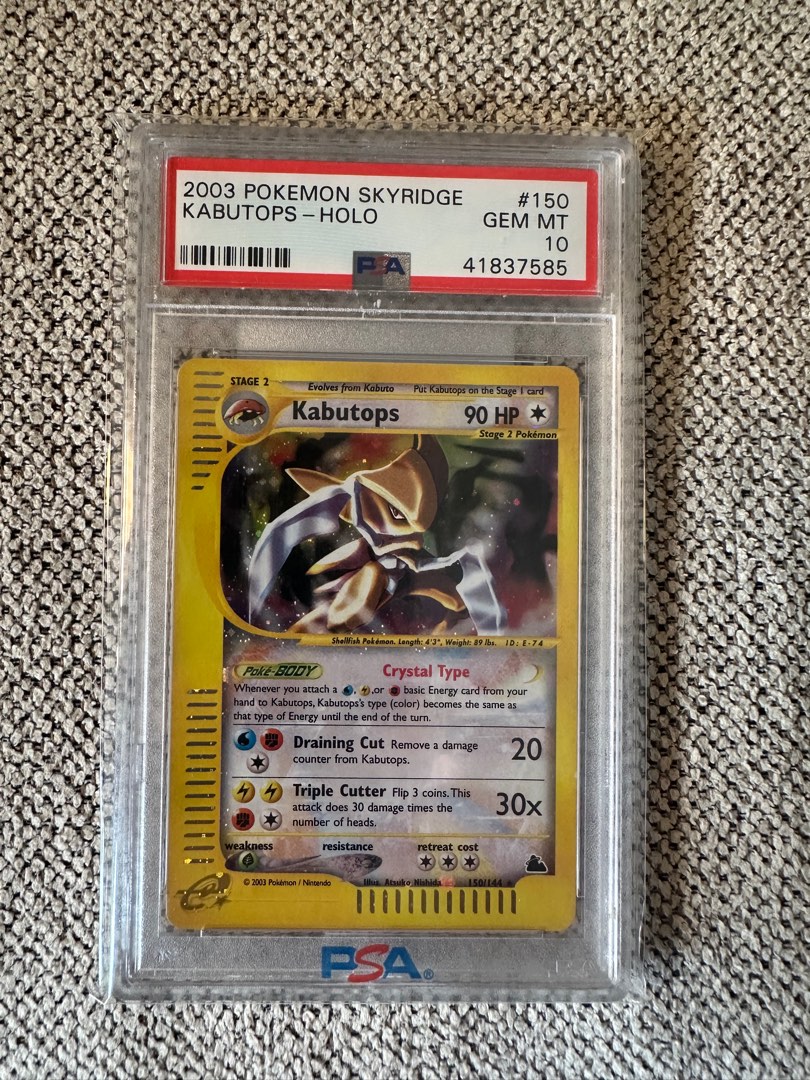 2003 POKEMON SKYRIDGE #150
KABUTOPS - HOLO GEM MT
10
PSA 41837585
STAGE 2 Evolves from Kabuto Put Kabutops on the Stage 1 card
Kabutops 90 HP
Stage 2 Pokémon
Shellfish Pokémon. Length: 4'3", Weight: 89 lbs. ID: E-74
Poké-BODY Crystal Type
Whenever you attach a , ,or basic Energy card from your
hand to Kabutops, Kabutops's type (color) becomes the same as
that type of Energy until the end of the turn.
Draining Cut Remove a damage 20
counter from Kabutops.
Triple Cutter Flip 3 coins. This 30x
attack does 30 damage times the
number of heads.
weakness resistance retreat cost
© 2003 Pokémon / Nintendo Illus. Atsuko Nishida 150/144
PSA®